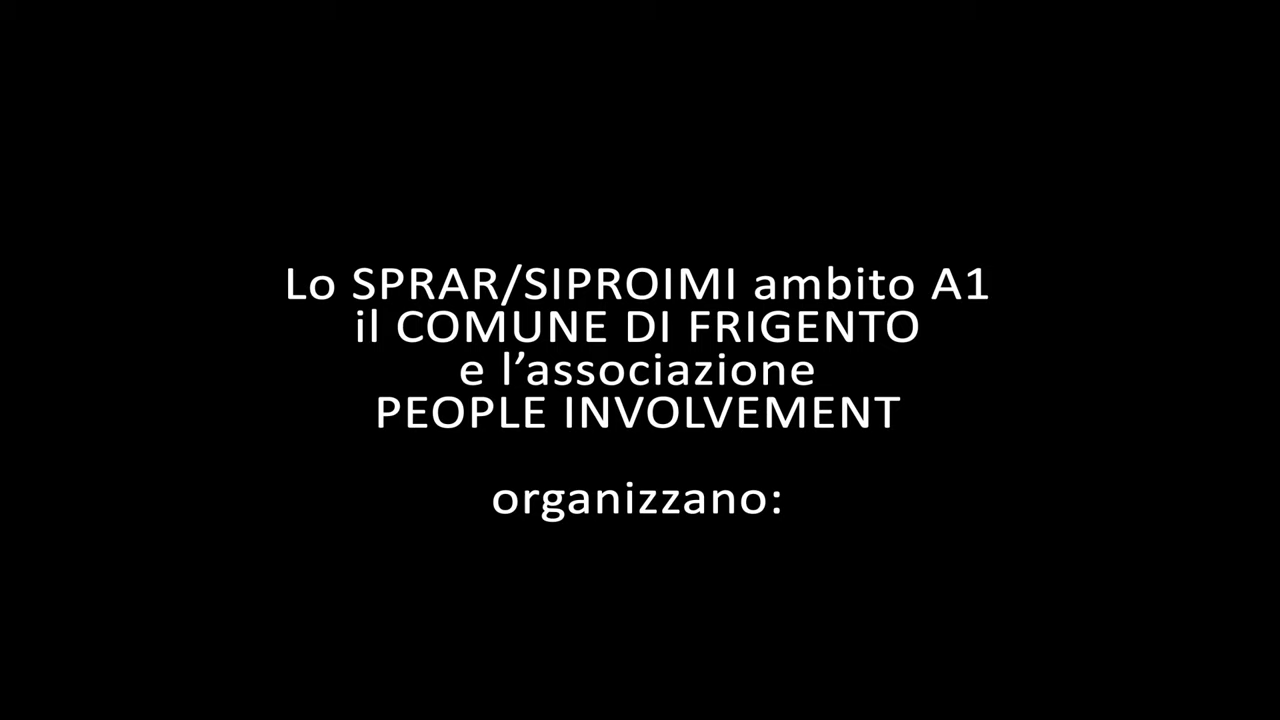 Lo SPRAR/SIPROIMI ambito A1
il COMUNE DI FRIGENTO
e l’associazione
PEOPLE INVOLVEMENT
organizzano: